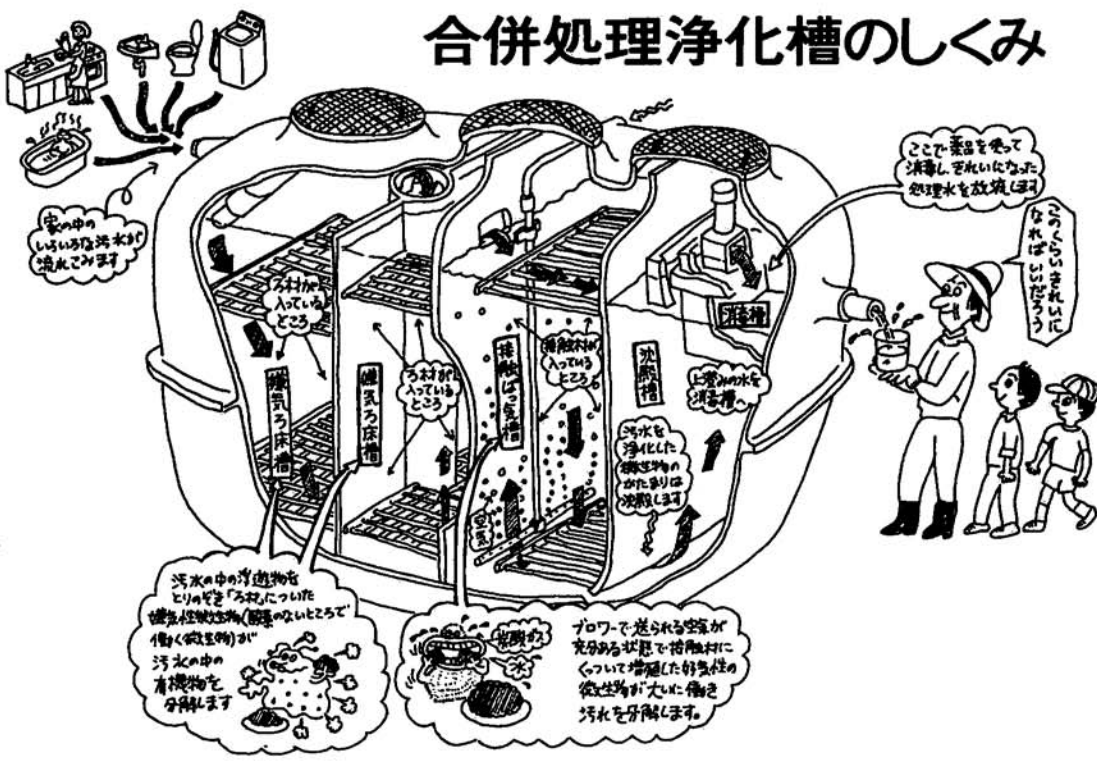 合併処理浄化槽のしくみ
家の中の
いろいろな汚水が
流れこみます
ここで薬品を使って
消毒し、きれいになった
処理水を放流します
このくらいきれいに
なればいいだろう
ろ材が
入っている
ところ
嫌気ろ床槽
嫌気ろ床槽
ろ材が
入っている
ところ
接触ばっ気槽
接触材が
入っている
ところ
空気
沈殿槽
消毒槽
上澄みの水を
消毒槽へ
汚水を
浄化した
微生物の
かたまりは
沈殿します
汚水の中の浮遊物を
とりのぞき「ろ材」についた
嫌気性微生物(酸素のないところで
働く微生物)が
汚水の中の
有機物を
分解します
炭酸ガス
水
ブロワーで送られる空気が
充分ある状態で接触材に
くっついて増殖した好気性の
微生物が大いに働き
汚れを分解します。